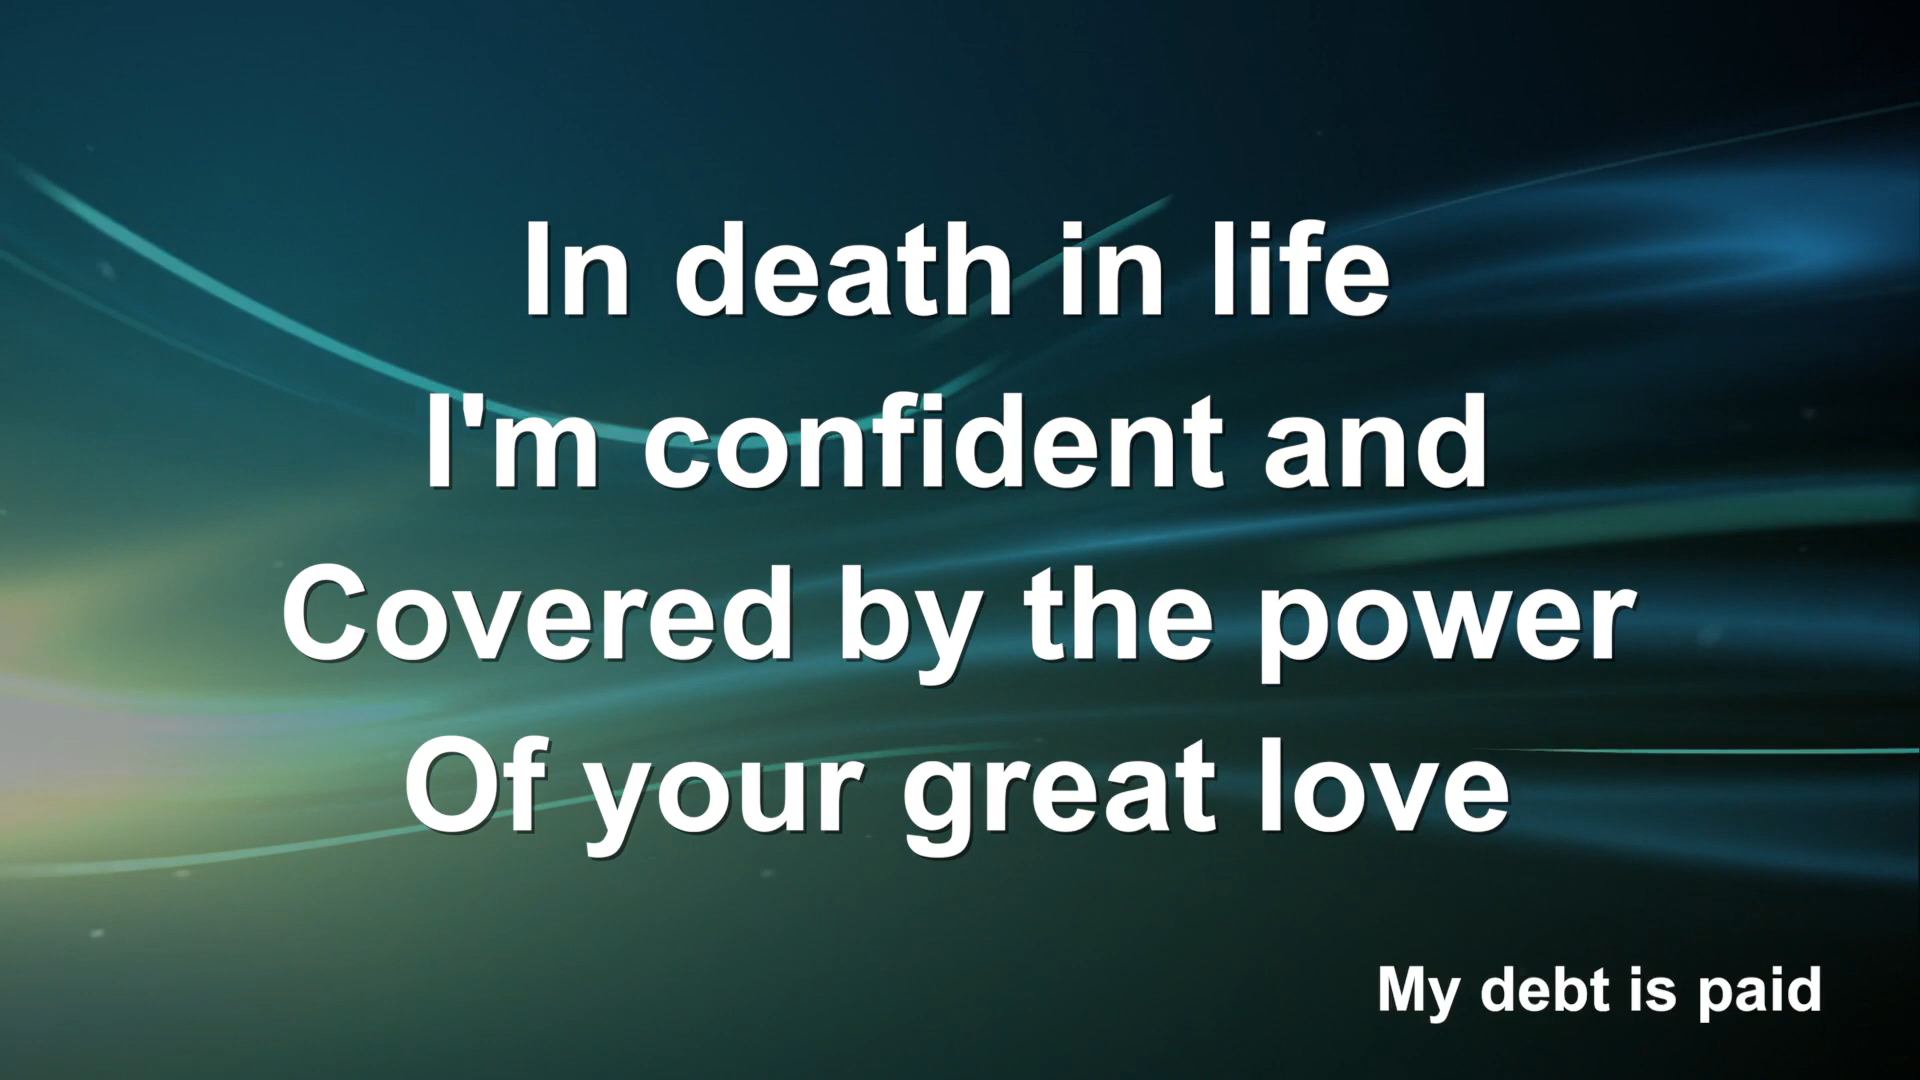 In death in life
I'm confident and
Covered by the power
Of your great love
My debt is paid